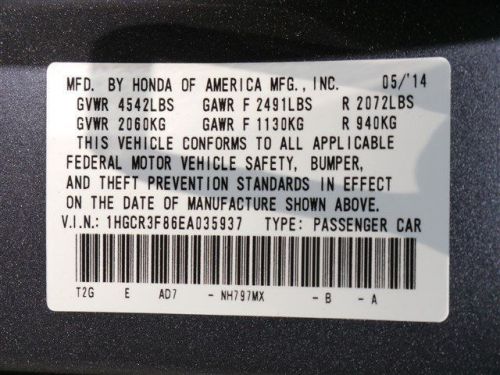 MFD. BY HONDA OF AMERICA MFG., INC. 05/'14
GVWR 4542LBS GAWR F 2491LBS R 2072LBS
GVWR 2060KG GAWR F 1130KG R 940KG
THIS VEHICLE CONFORMS TO ALL APPLICABLE
FEDERAL MOTOR VEHICLE SAFETY, BUMPER,
AND THEFT PREVENTION STANDARDS IN EFFECT
ON THE DATE OF MANUFACTURE SHOWN ABOVE.
V.I.N: 1HGCR3F86EA035937 TYPE: PASSENGER CAR
T2G E AD7 - NH797MX - B - A